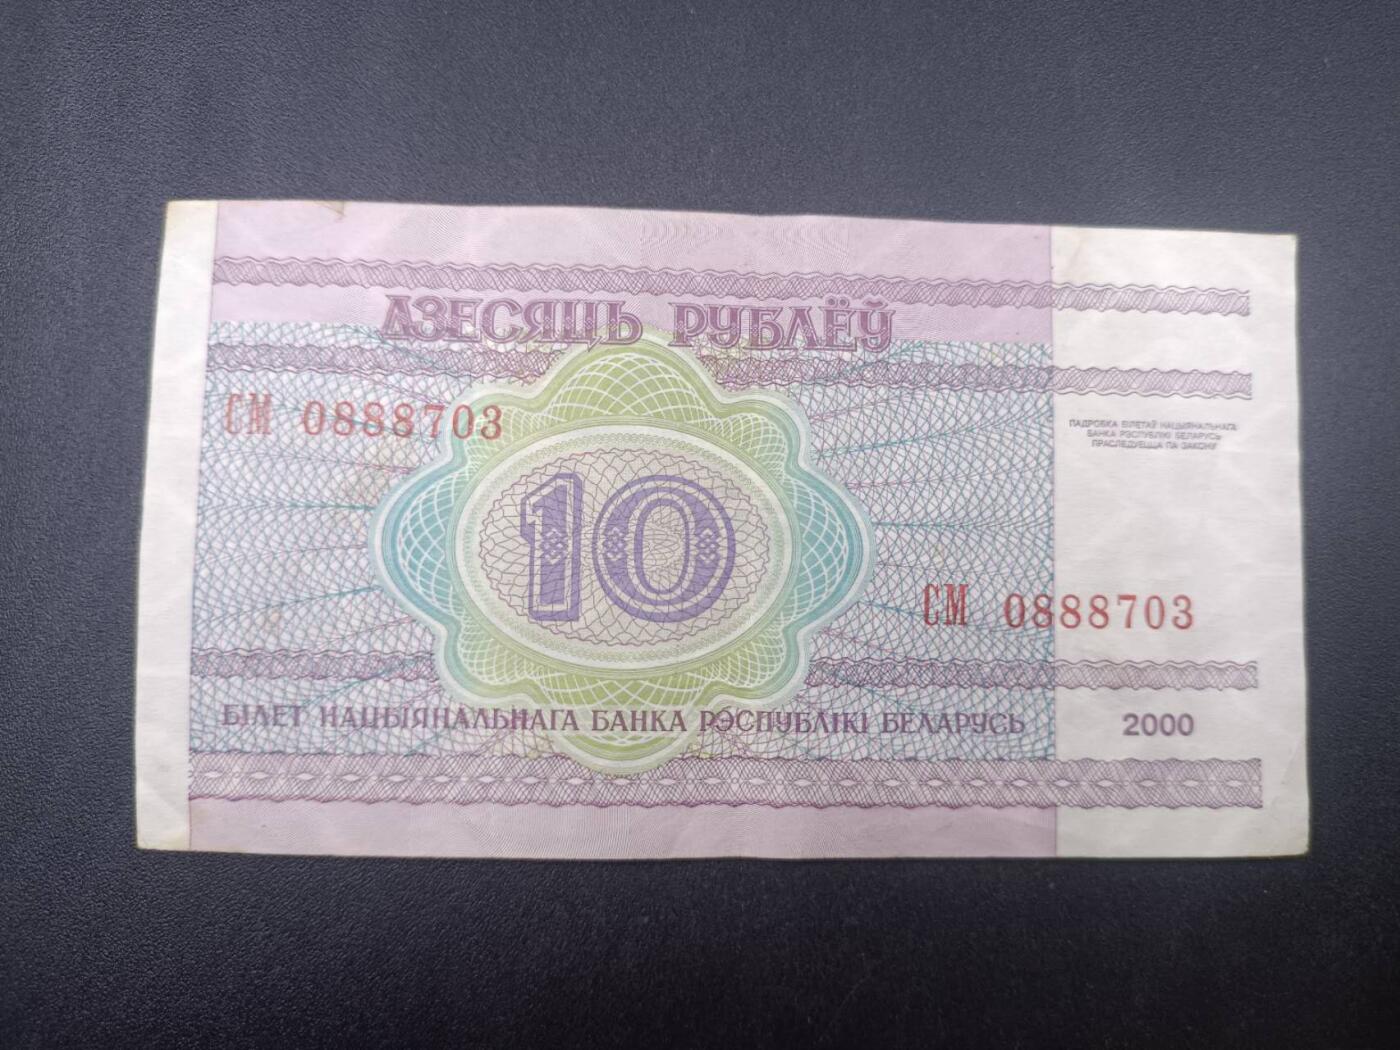 ДЗЕСЯЦЬ РУБЛЁЎ
СМ 0888703
ПАДРОБКА БІЛЕТАЎ НАЦЫЯНАЛЬНАГА
БАНКА РЭСПУБЛІКІ БЕЛАРУСЬ
ПРАСЛЕДУЕЦЦА ПА ЗАКОНУ
10
СМ 0888703
БІЛЕТ НАЦЫЯНАЛЬНАГА БАНКА РЭСПУБЛІКІ БЕЛАРУСЬ
2000